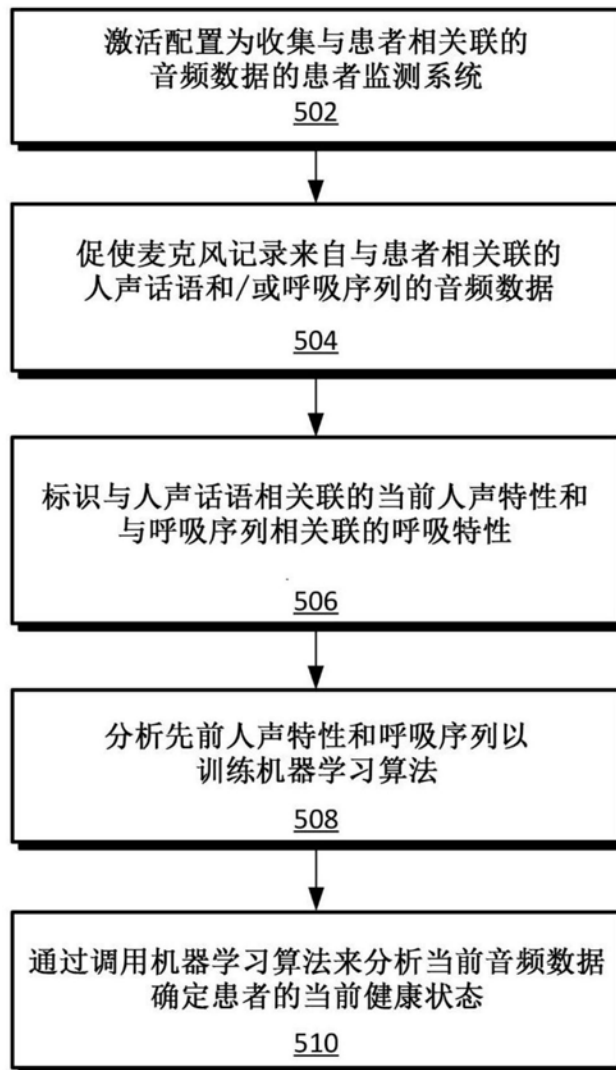 激活配置为收集与患者相关联的
音频数据的患者监测系统
502
促使麦克风记录来自与患者相关联的
人声话语和/或呼吸序列的音频数据
504
标识与人声话语相关联的当前人声特性和
与呼吸序列相关联的呼吸特性
506
分析先前人声特性和呼吸序列以
训练机器学习算法
508
通过调用机器学习算法来分析当前音频数据
确定患者的当前健康状态
510